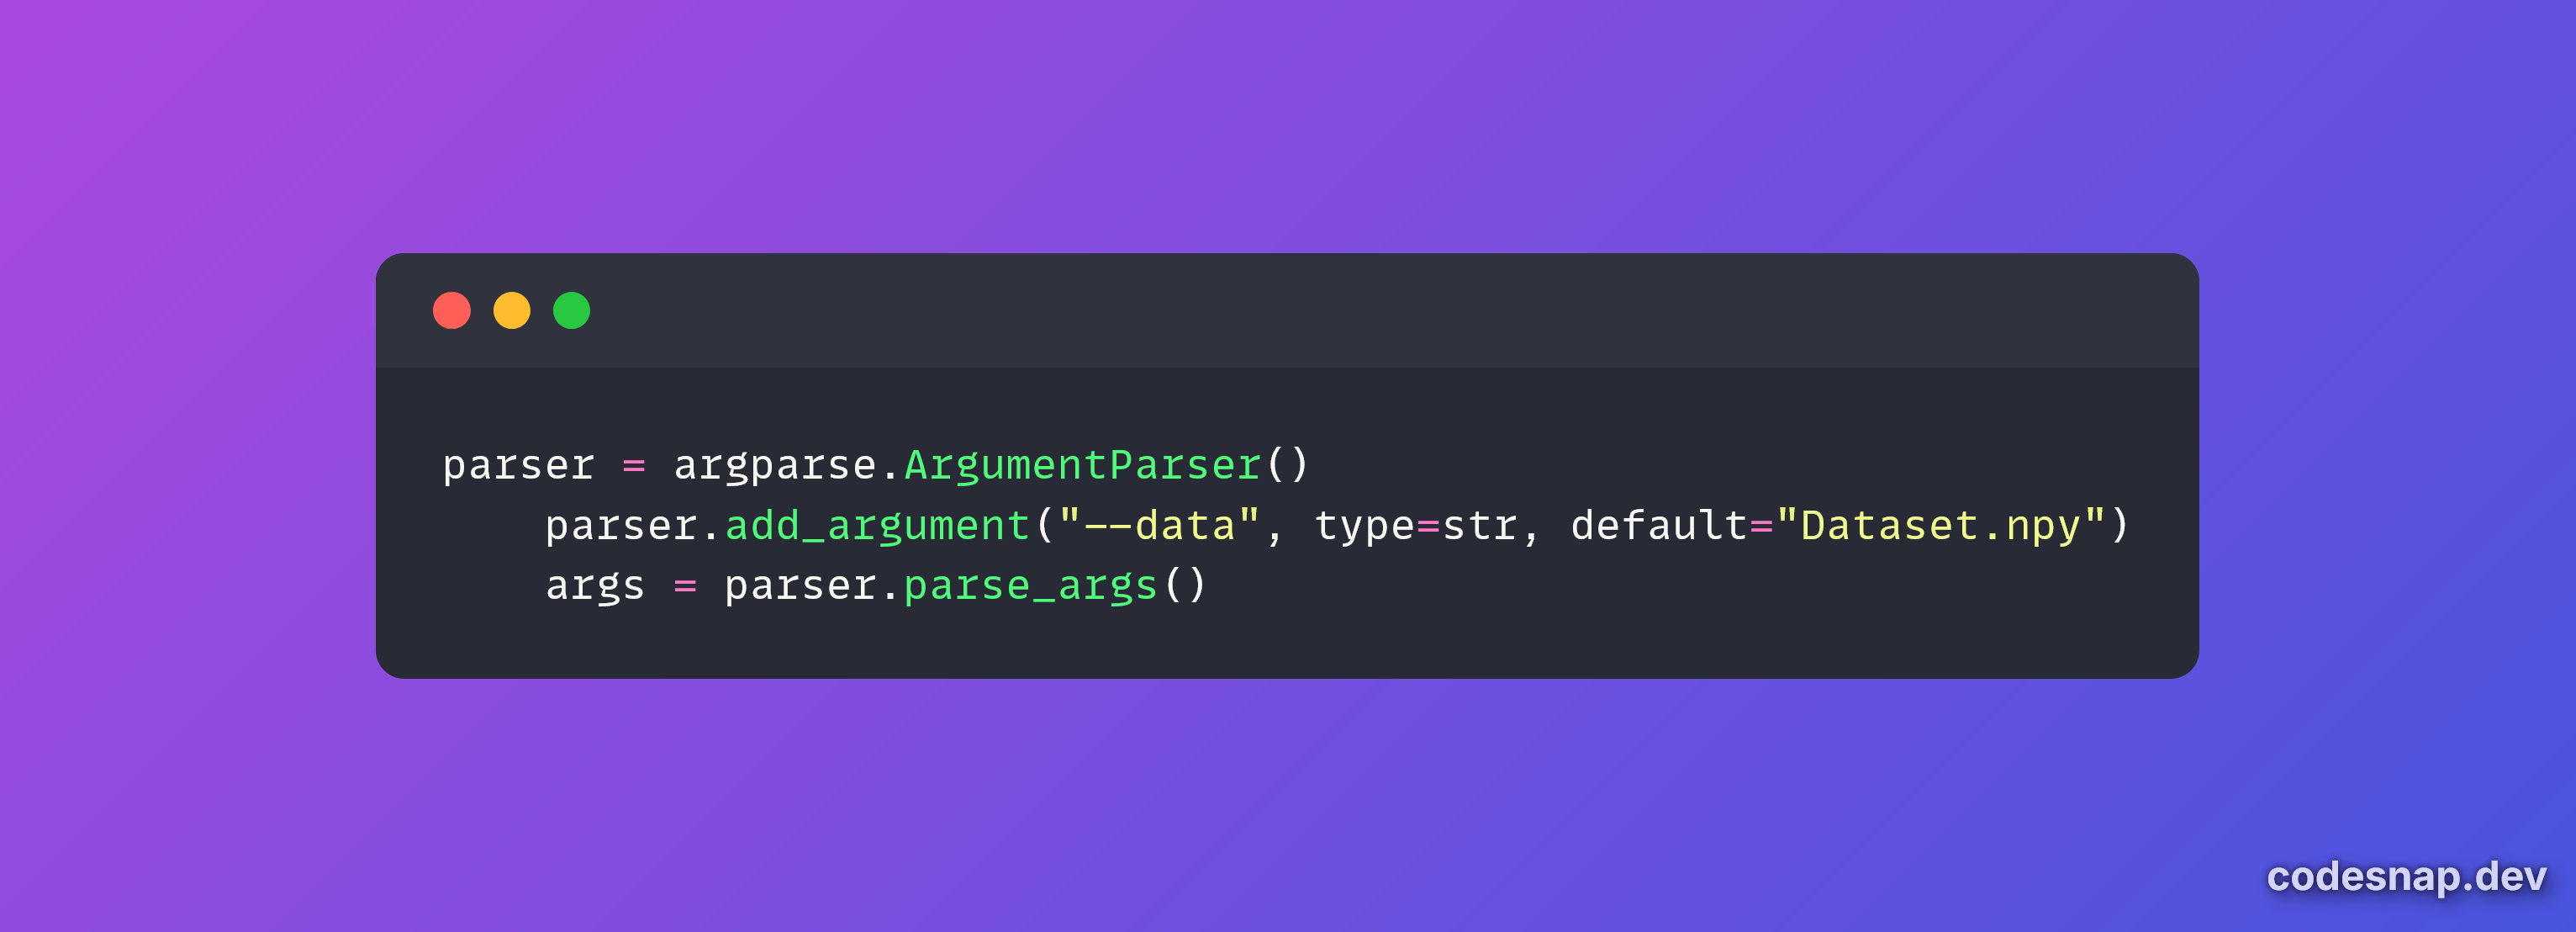 parser = argparse.ArgumentParser()
    parser.add_argument("--data", type=str, default="Dataset.npy")
    args = parser.parse_args()
codesnap.dev